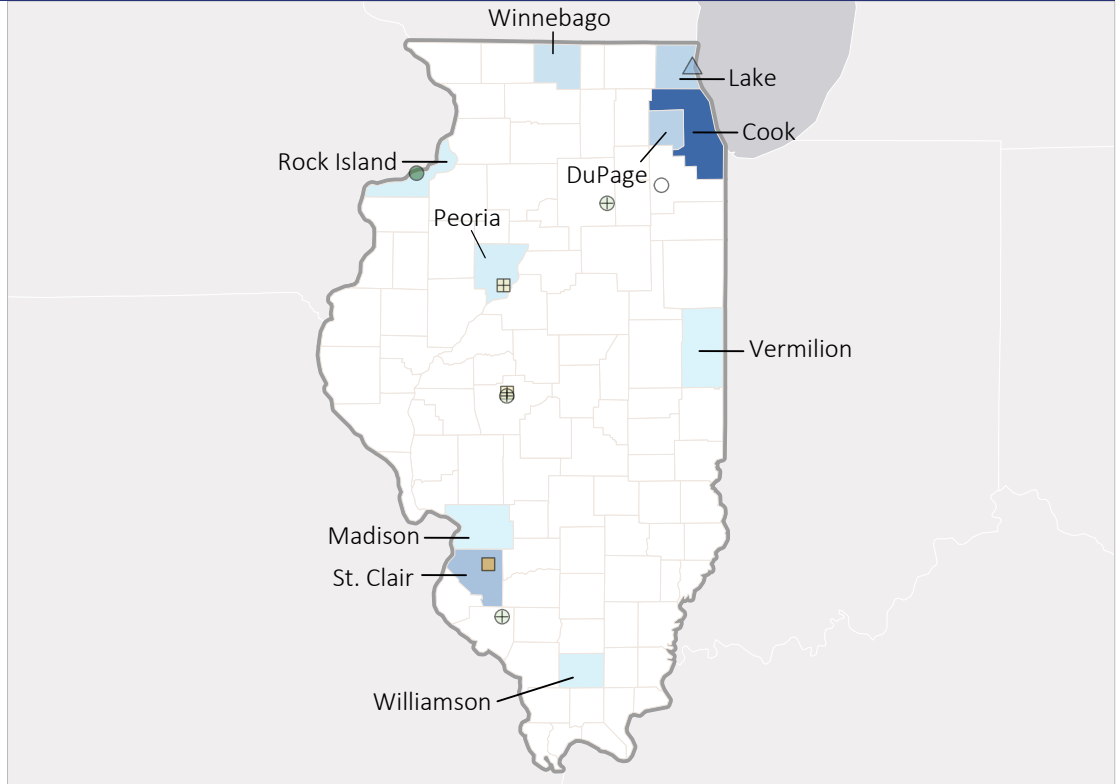 Winnebago
Lake
Cook
Rock Island
DuPage
Peoria
Vermilion
Madison
St. Clair
Williamson